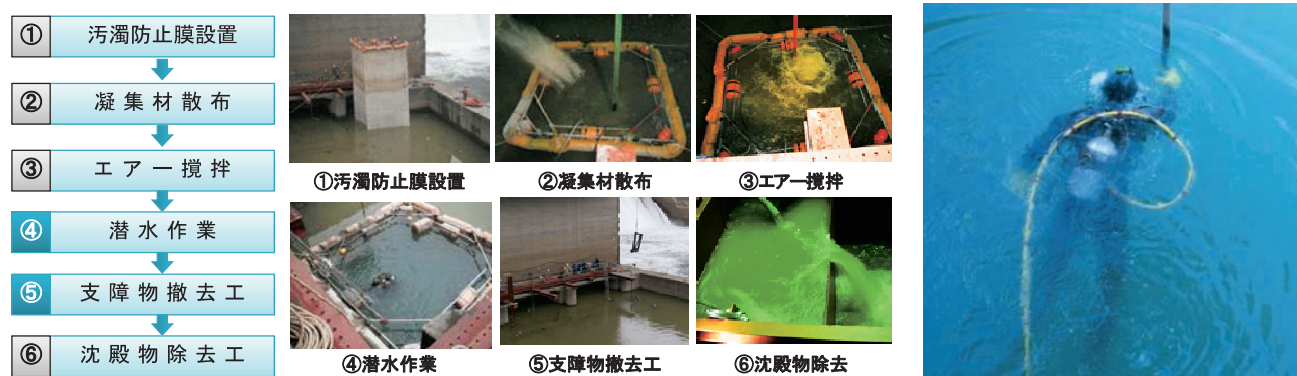 ① 汚濁防止膜設置
② 凝集材散布
③ エアー撹拌
④ 潜水作業
⑤ 支障物撤去工
⑥ 沈殿物除去工
①汚濁防止膜設置
②凝集材散布
③エアー撹拌
④潜水作業
⑤支障物撤去工
⑥沈殿物除去